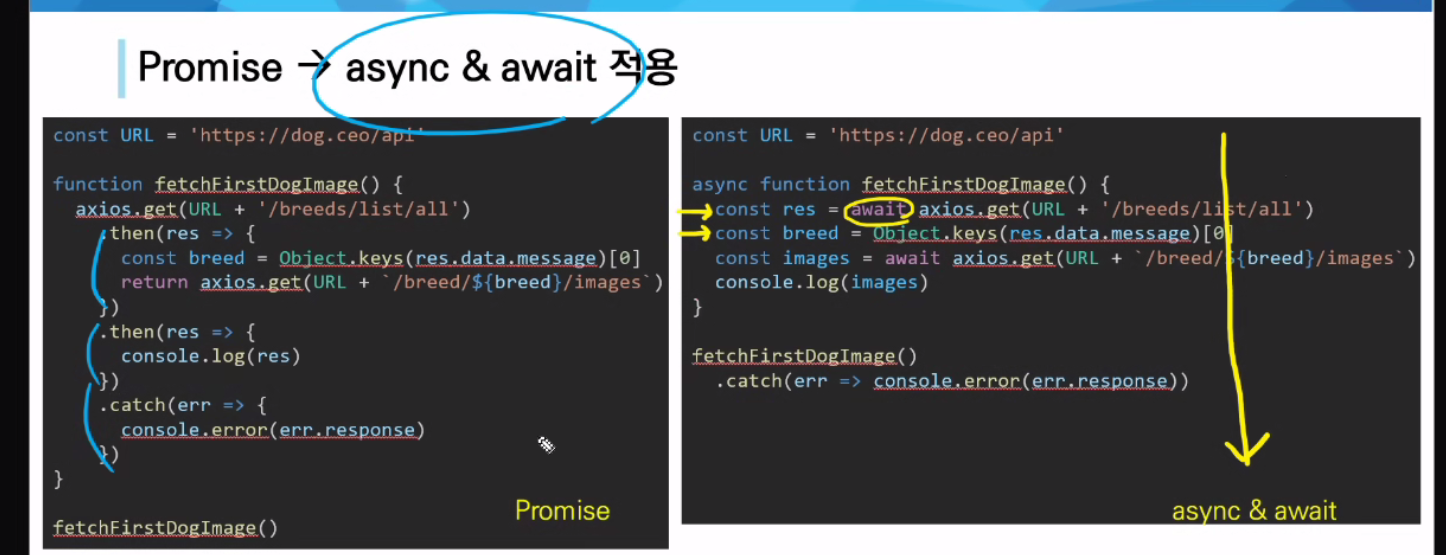 Promise → async & await 적용
const URL = 'https://dog.ceo/api'
function fetchFirstDogImage() {
axios.get(URL + '/breeds/list/all')
.then(res => {
const breed = Object.keys(res.data.message)[0]
return axios.get(URL + `/breed/${breed}/images`)
})
.then(res => {
console.log(res)
})
.catch(err => {
console.error(err.response)
})
}
fetchFirstDogImage()
Promise
const URL = 'https://dog.ceo/api'
async function fetchFirstDogImage() {
const res = await axios.get(URL + '/breeds/list/all')
const breed = Object.keys(res.data.message)[0]
const images = await axios.get(URL + `/breed/${breed}/images`)
console.log(images)
}
fetchFirstDogImage()
.catch(err => console.error(err.response))
async & await